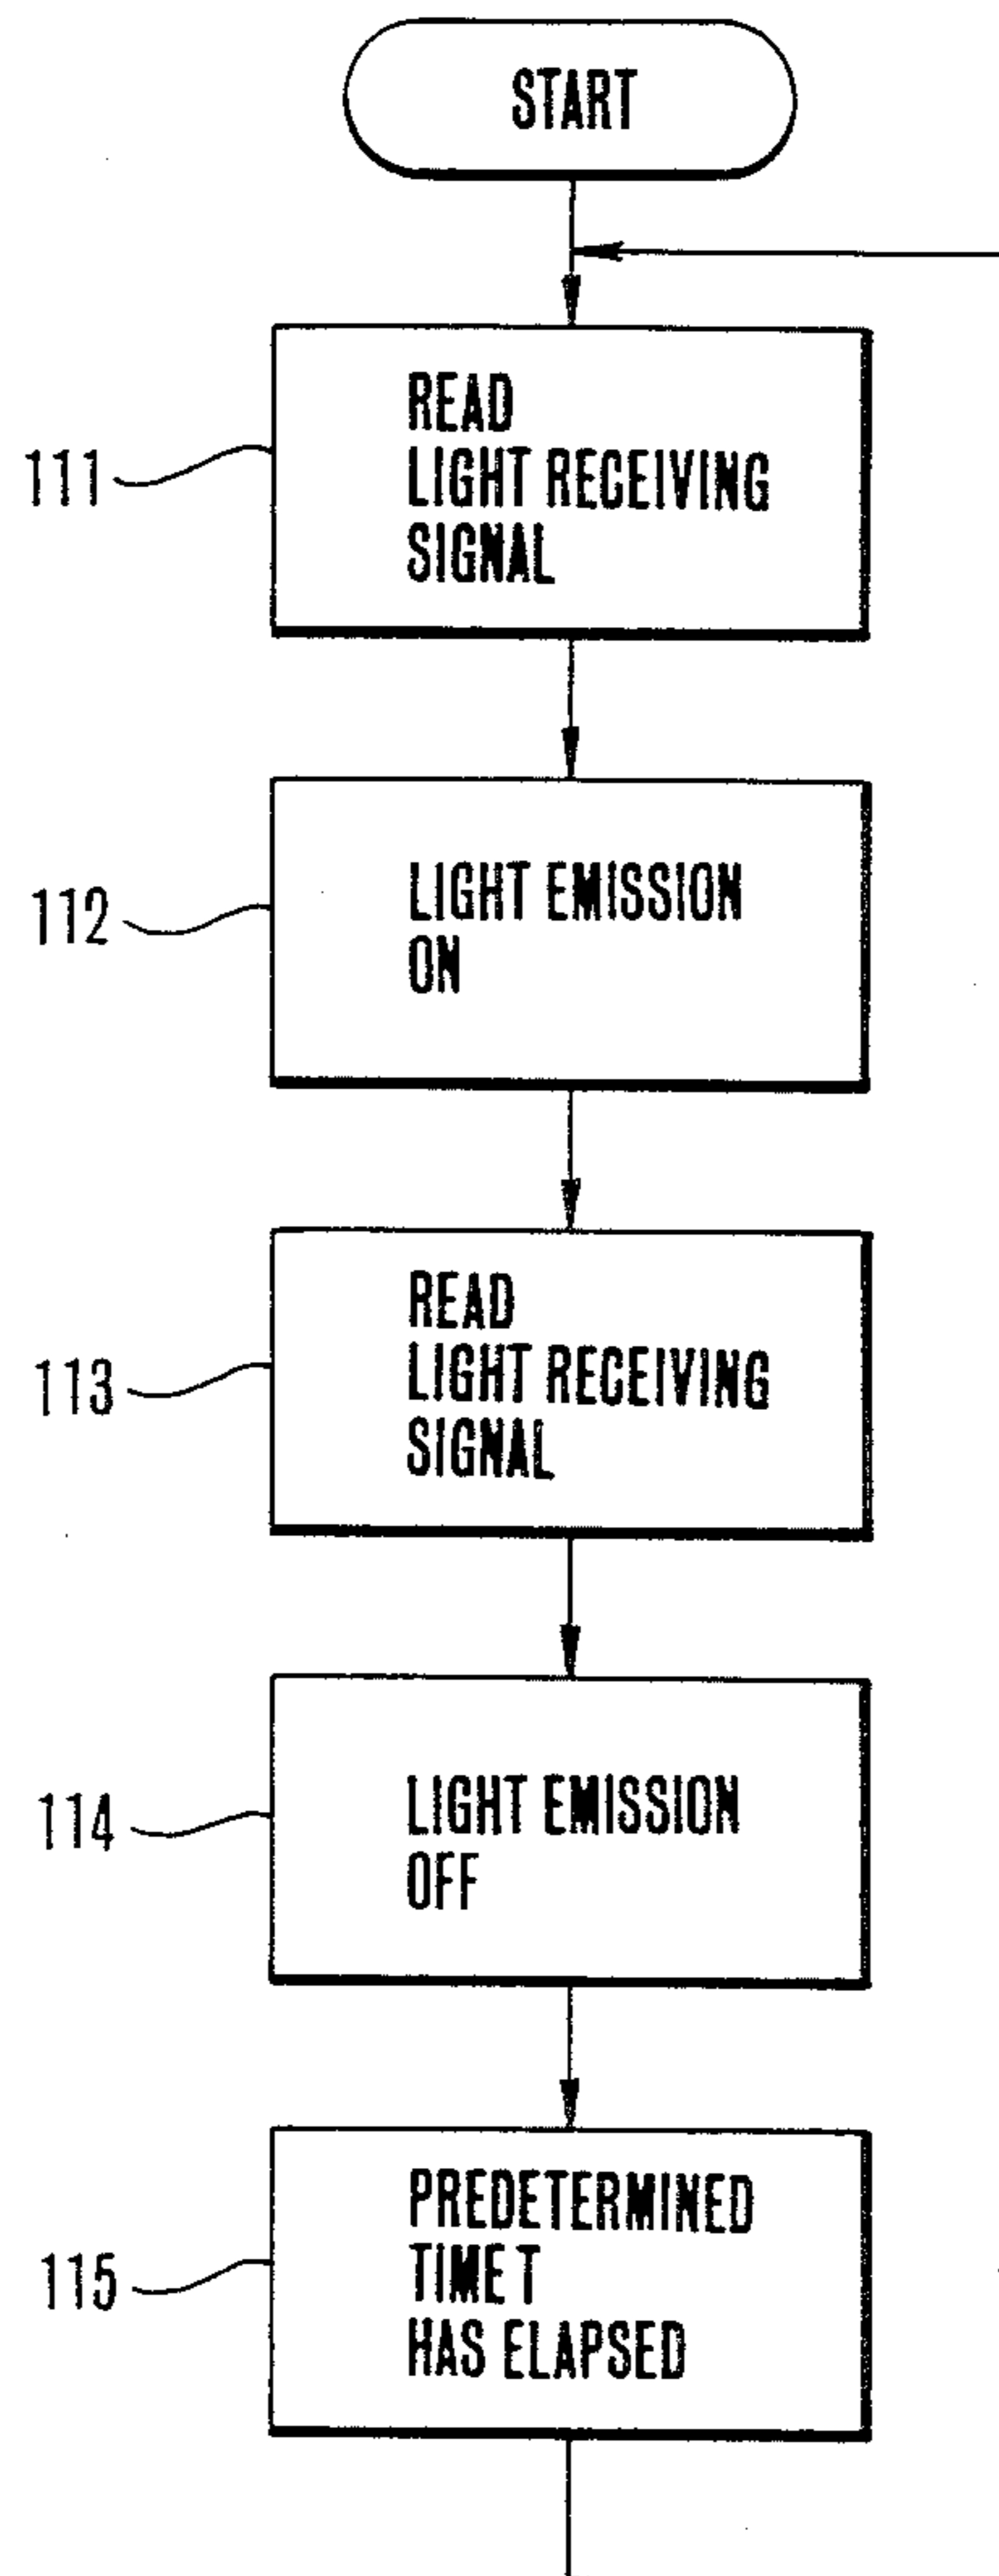 START
111
READ
LIGHT RECEIVING
SIGNAL
112
LIGHT EMISSION
ON
113
READ
LIGHT RECEIVING
SIGNAL
114
LIGHT EMISSION
OFF
115
PREDETERMINED
TIME T
HAS ELAPSED